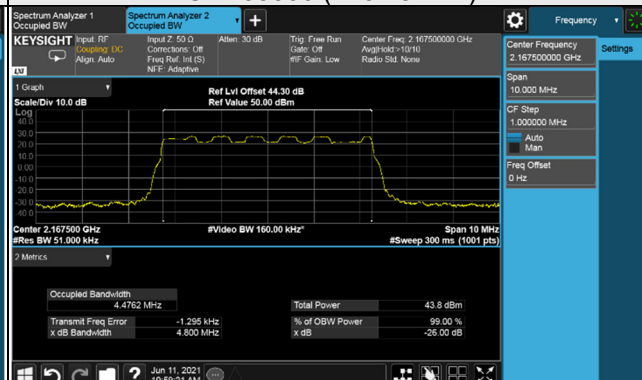 Spectrum Analyzer 1
Occupied BW
Spectrum Analyzer 2
Occupied BW
Frequency
KEYSIGHT
Input: RF
Coupling: DC
Align: Auto
Input Z: 50 Ω
Corrections: Off
Freq Ref: Int (S)
NFE: Adaptive
Atten: 30 dB
Trig: Free Run
Gate: Off
#IF Gain: Low
Center Freq: 2.167500000 GHz
Avg|Hold:>10/10
Radio Std: None
LXI
Center Frequency
2.167500000 GHz
Settings
Span
10.000 MHz
CF Step
1.000000 MHz
Auto
Man
Freq Offset
0 Hz
1 Graph
Scale/Div 10.0 dB
Ref Lvl Offset 44.30 dB
Ref Value 50.00 dBm
Log
40.0
30.0
20.0
10.0
0.00
-10.0
-20.0
-30.0
-40.0
Center 2.167500 GHz
#Res BW 51.000 kHz
#Video BW 160.00 kHz*
Span 10 MHz
#Sweep 300 ms (1001 pts)
2 Metrics
Occupied Bandwidth
4.4762 MHz
Total Power 43.8 dBm
Transmit Freq Error -1.295 kHz
% of OBW Power 99.00 %
x dB Bandwidth 4.800 MHz
x dB -26.00 dB
Jun 11, 2021